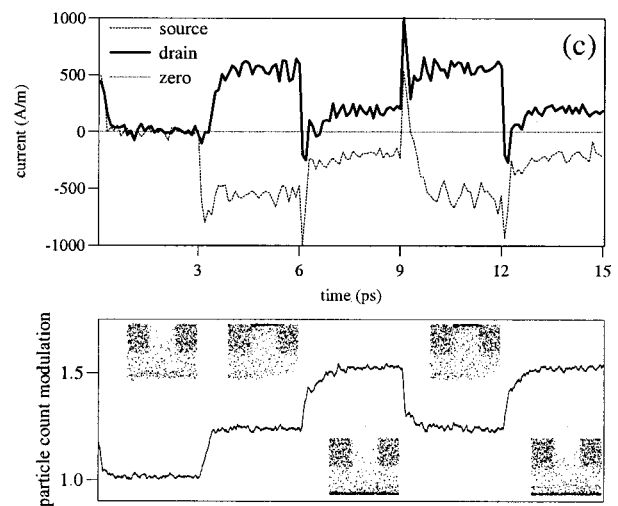 source
drain
zero
(c)
1000
500
0
-500
-1000
current (A/m)
3
6
9
12
15
time (ps)
1.5
1.0
particle count modulation